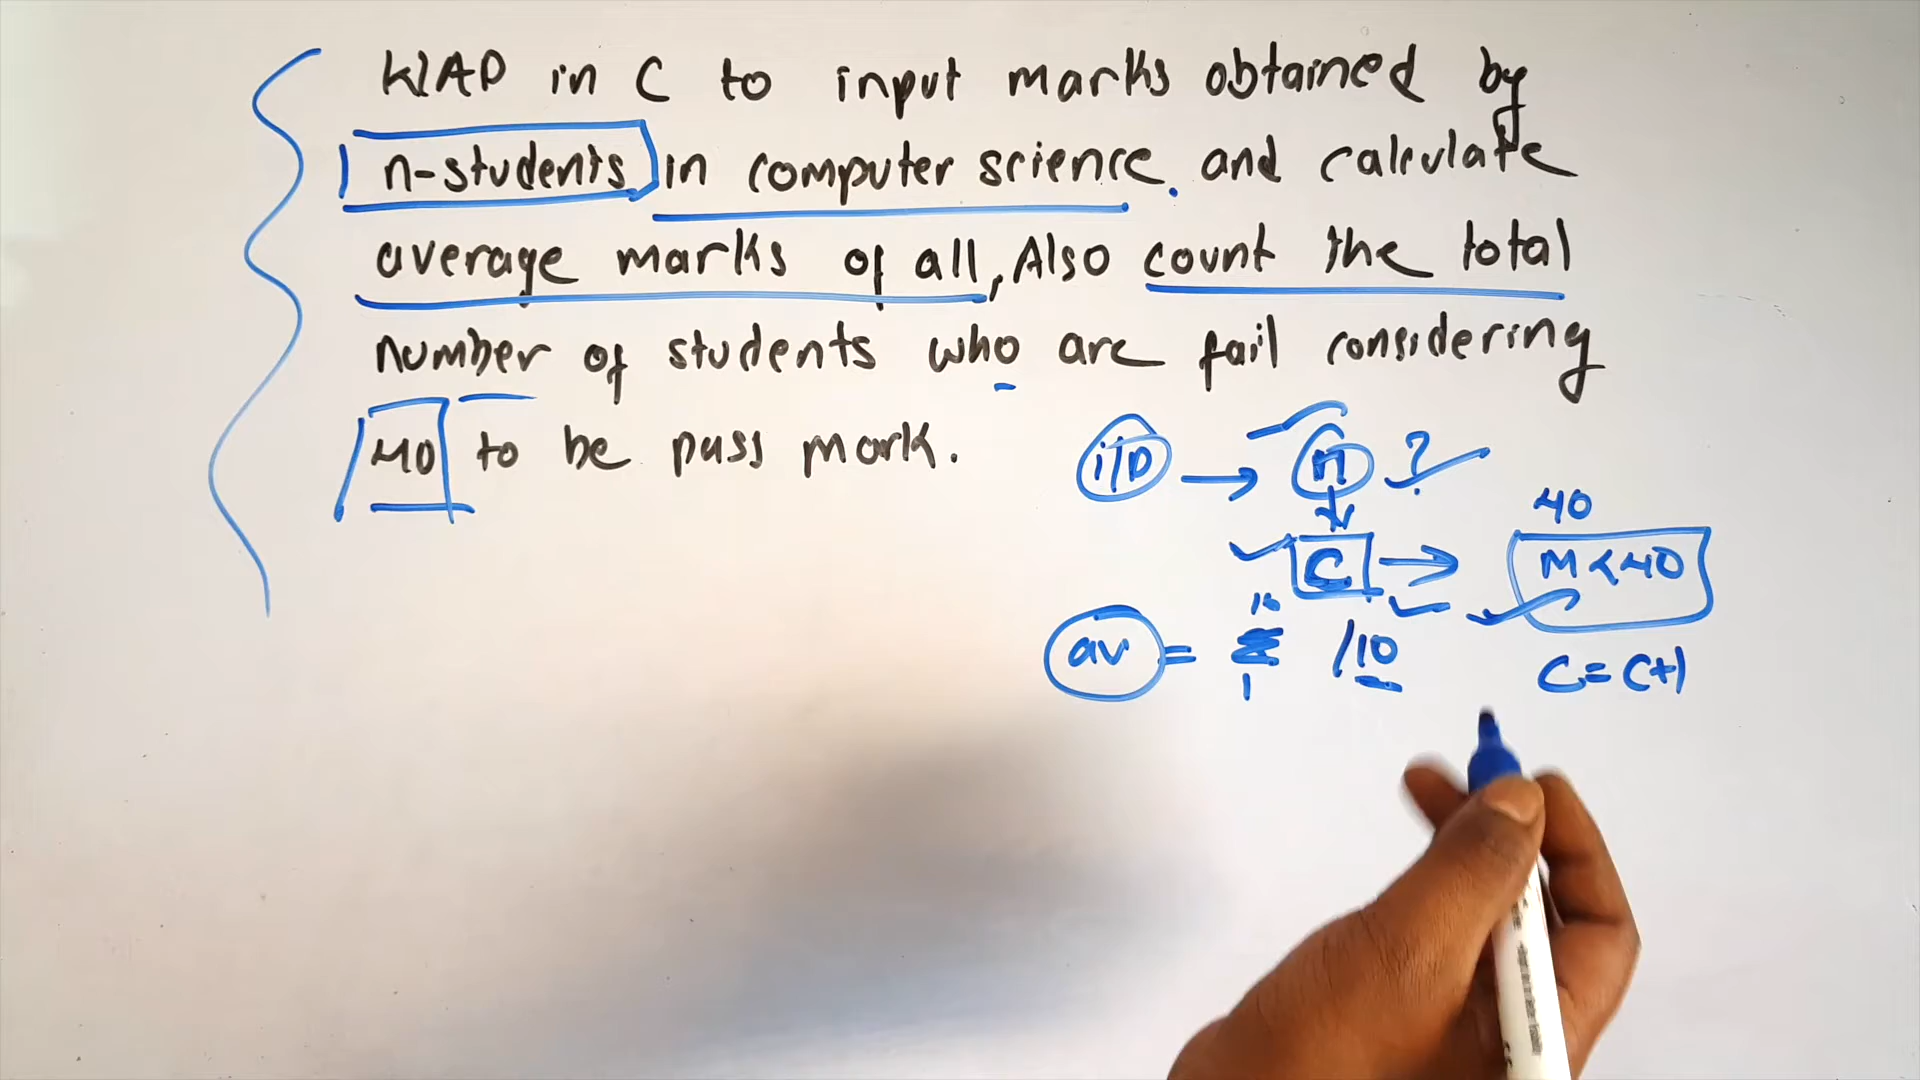 WAP in C to input marks obtained by
n-students in computer science and calculate
average marks of all, Also count the total
number of students who are fail considering
40 to be pass mark.
i/p → n ?
40
C → M < 40
10
av = /10
1
C = C+1